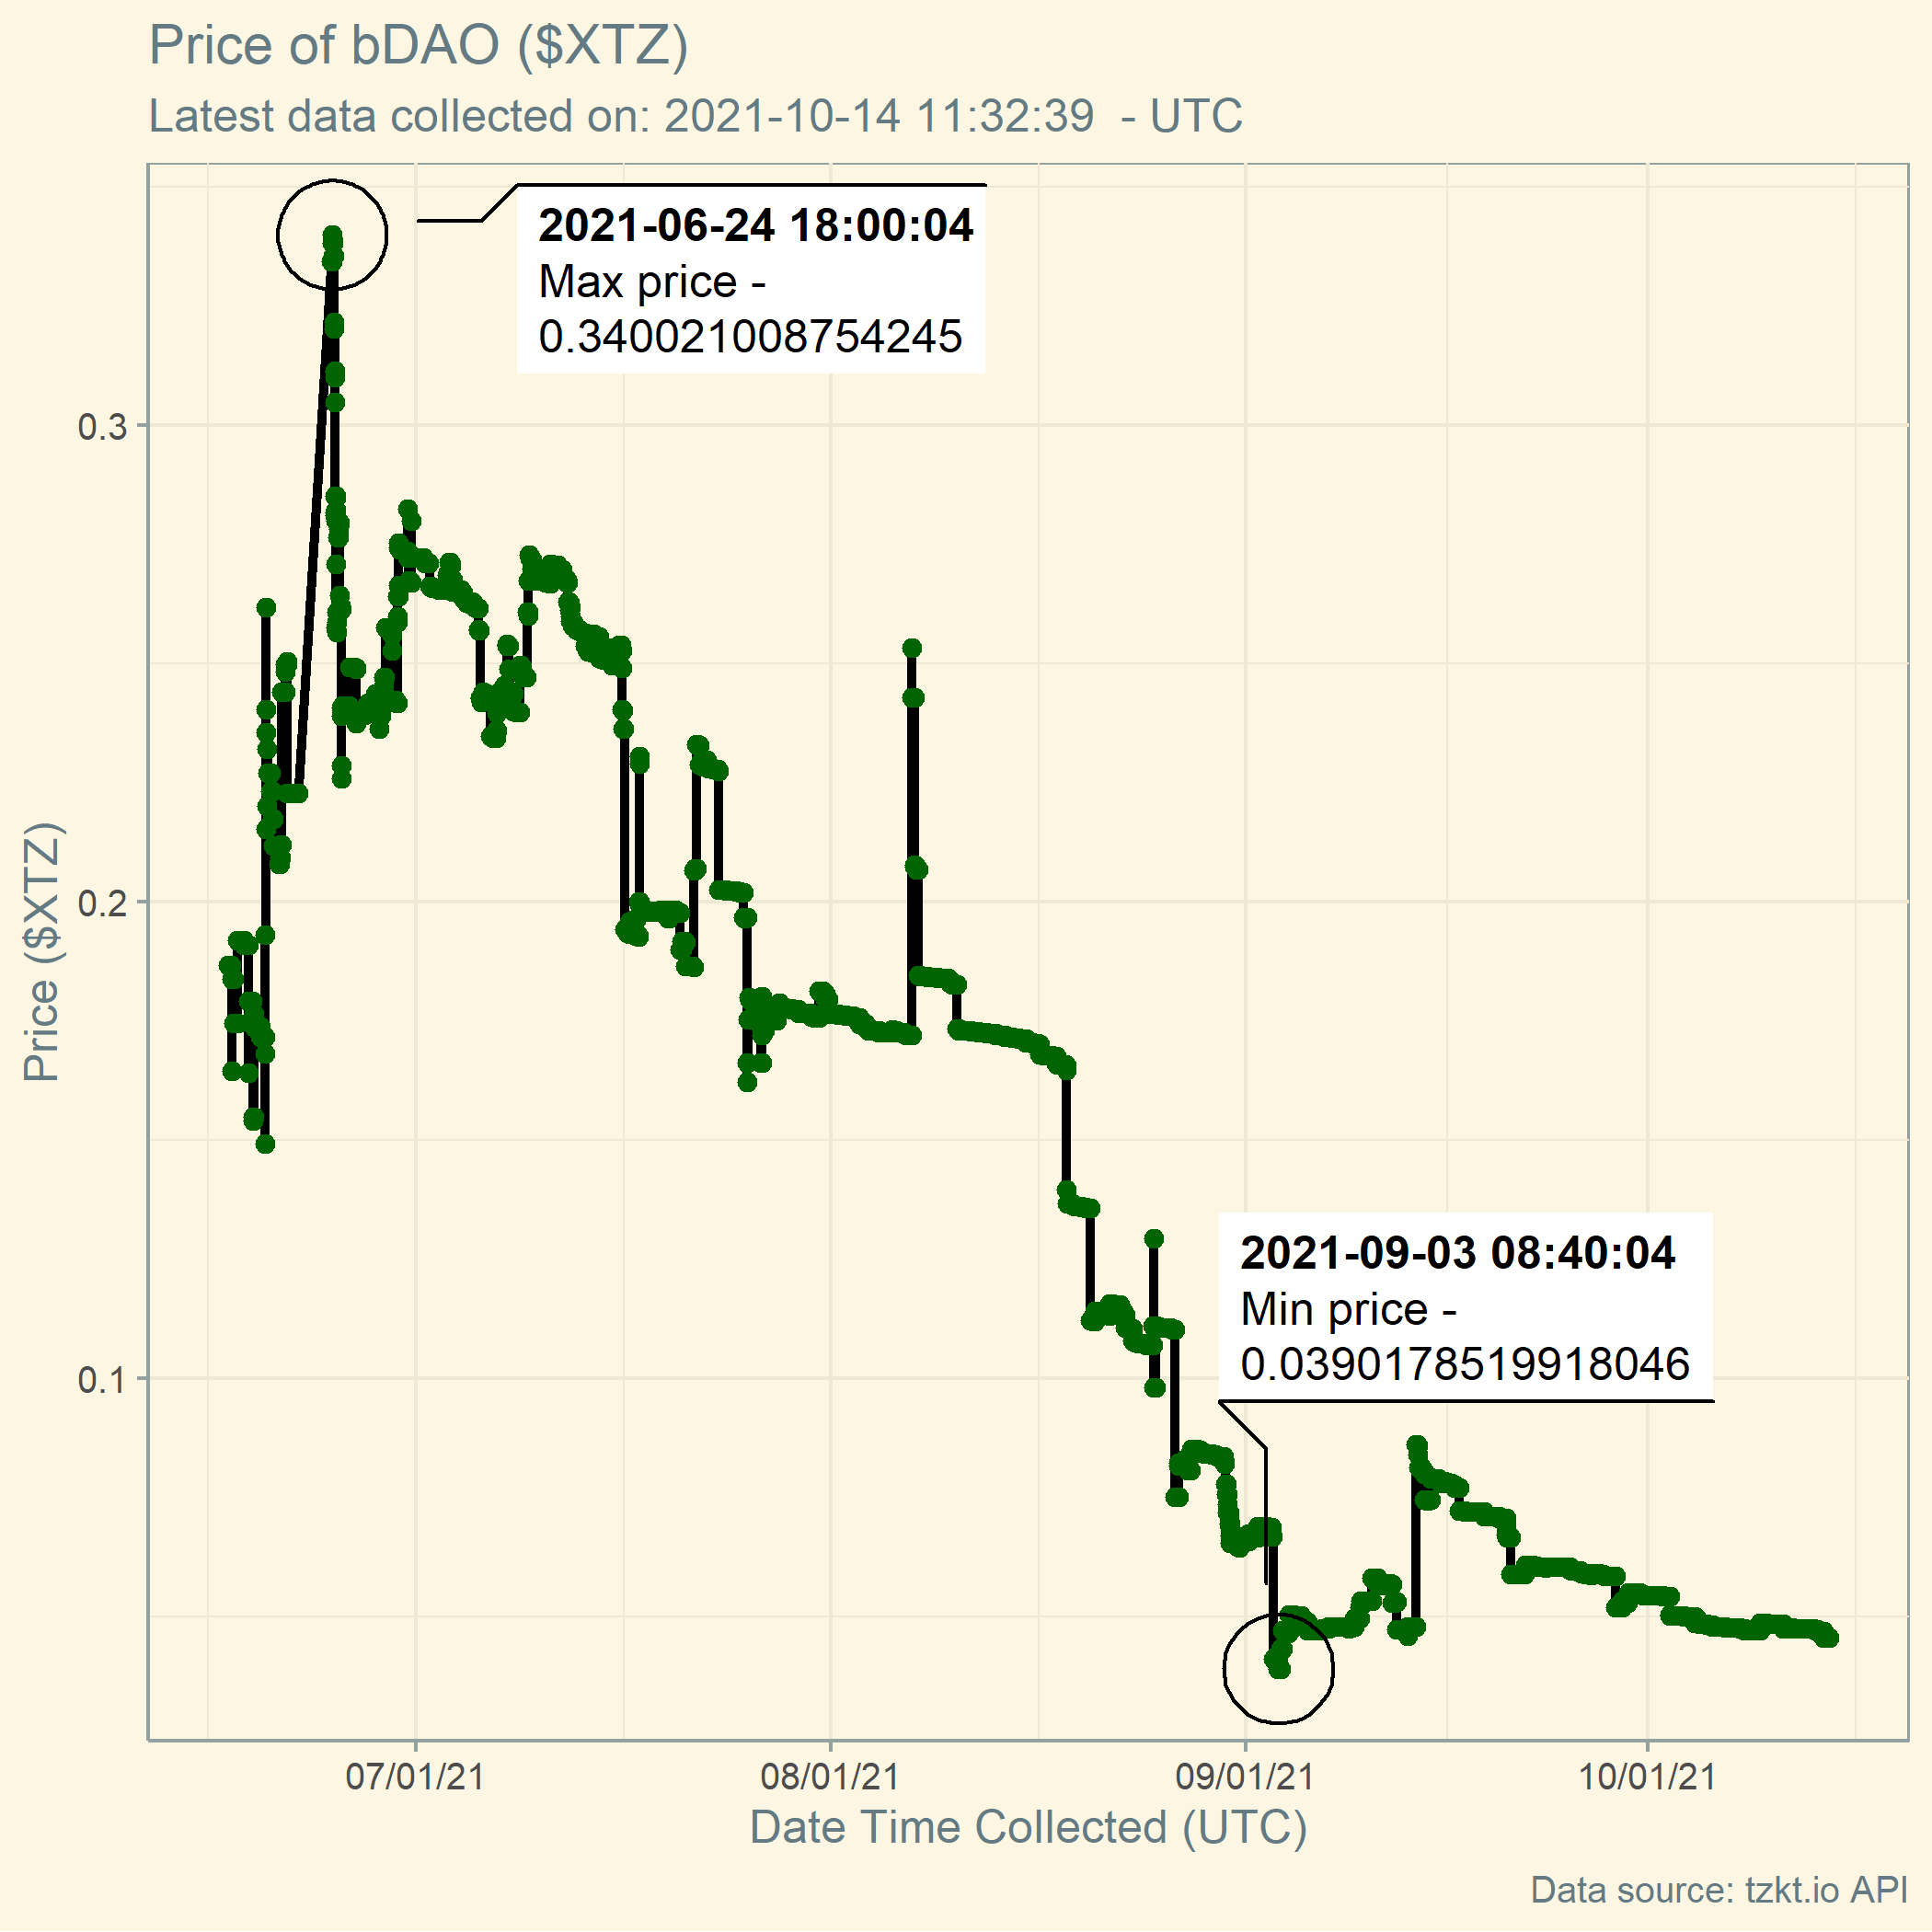 Price of bDAO ($XTZ)
Latest data collected on: 2021-10-14 11:32:39  - UTC
2021-06-24 18:00:04
Max price -
0.340021008754245
0.3
0.2
0.1
Price ($XTZ)
2021-09-03 08:40:04
Min price -
0.0390178519918046
07/01/21
08/01/21
09/01/21
10/01/21
Date Time Collected (UTC)
Data source: tzkt.io API